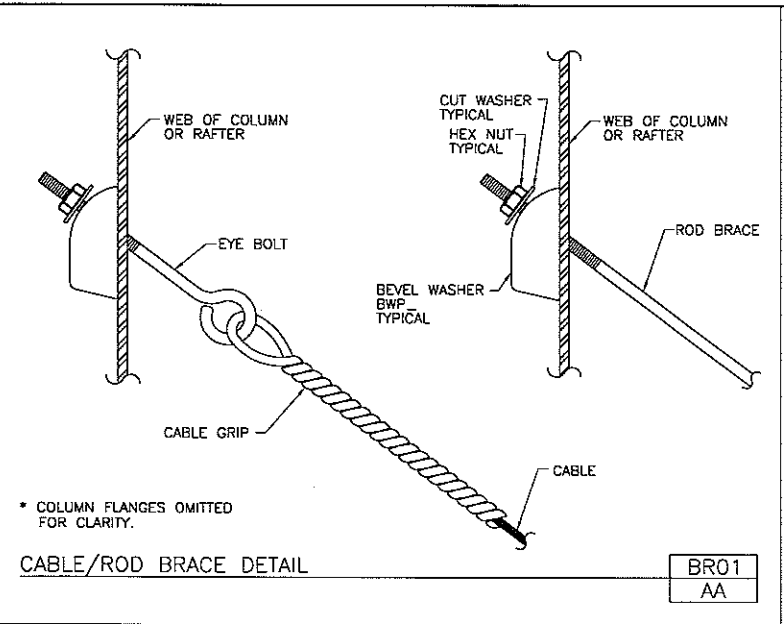 WEB OF COLUMN
OR RAFTER
EYE BOLT
CABLE GRIP
CABLE
CUT WASHER
TYPICAL
HEX NUT
TYPICAL
WEB OF COLUMN
OR RAFTER
ROD BRACE
BEVEL WASHER
BWP_
TYPICAL
* COLUMN FLANGES OMITTED
FOR CLARITY.
CABLE/ROD BRACE DETAIL
BR01
AA